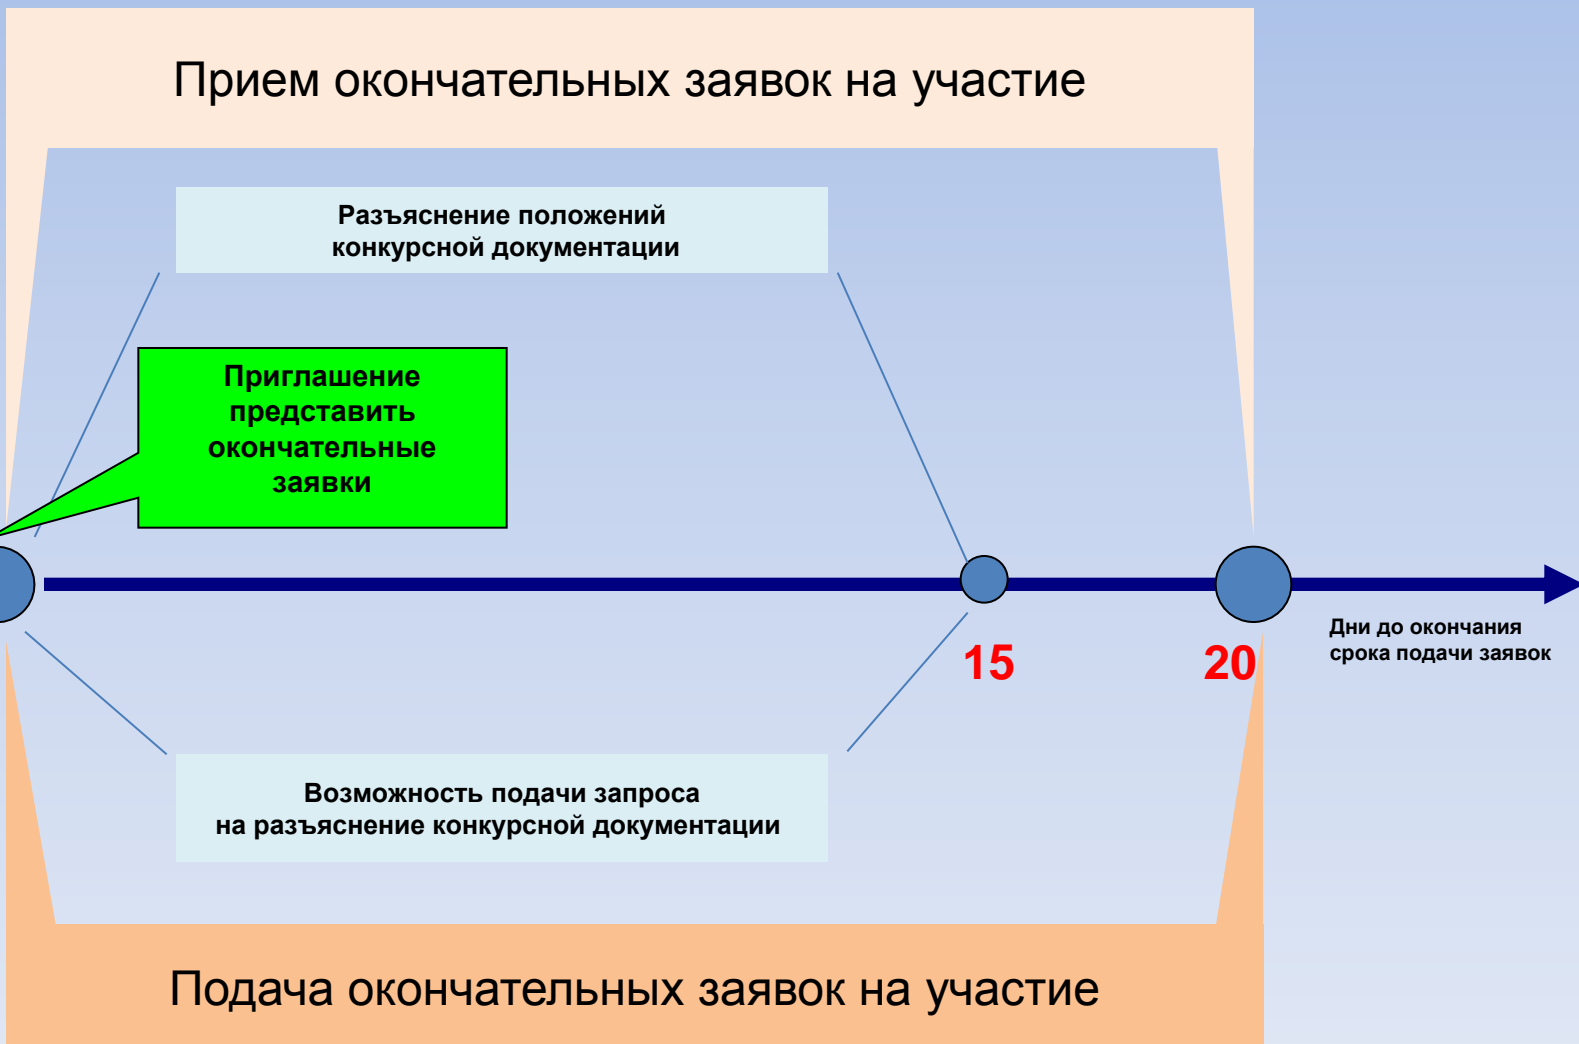 Прием окончательных заявок на участие
Разъяснение положений
конкурсной документации
Приглашение
представить
окончательные
заявки
15
20
Дни до окончания
срока подачи заявок
Возможность подачи запроса
на разъяснение конкурсной документации
Подача окончательных заявок на участие